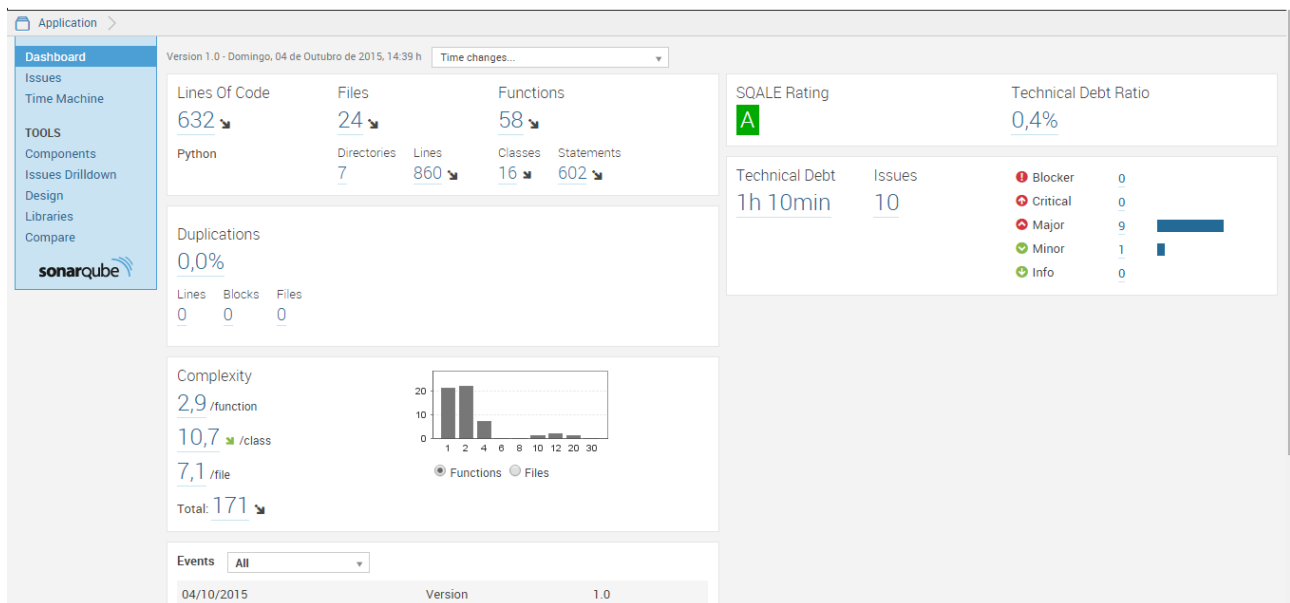 Application
Dashboard
Issues
Time Machine
TOOLS
Components
Issues Drilldown
Design
Libraries
Compare
sonarqube
Version 1.0 - Domingo, 04 de Outubro de 2015, 14:39 h Time changes...
Lines Of Code Files Functions
632 24 58
Python Directories Lines Classes Statements
7 860 16 602
Duplications
0,0%
Lines Blocks Files
0 0 0
Complexity
2,9 /function
10,7 /class
7,1 /file
Total: 171
20
10
0
1 2 4 6 8 10 12 20 30
Functions Files
Events All
04/10/2015 Version 1.0
SQALE Rating Technical Debt Ratio
A 0,4%
Technical Debt Issues
1h 10min 10
Blocker 0
Critical 0
Major 9
Minor 1
Info 0